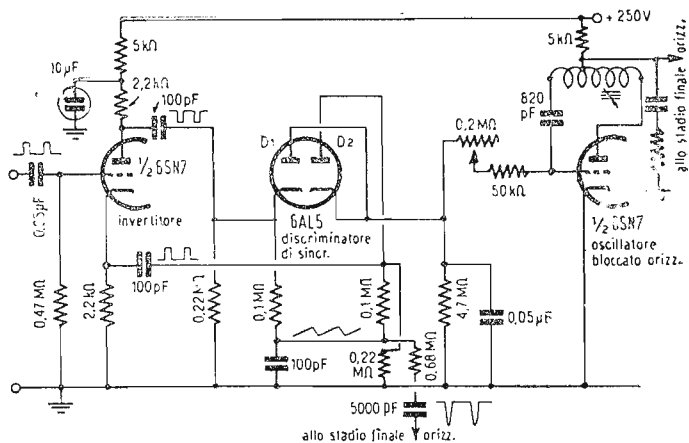 + 250V
5kΩ
5kΩ
10µF
2,2kΩ
100pF
820
pF
allo stadio finale orizz.
D1
D2
0,2MΩ
50kΩ
½ 6SN7
invertitore
6AL5
discriminatore
di sincr.
½ 6SN7
oscillatore
bloccato orizz.
0,05µF
100pF
0,47MΩ
2,2kΩ
0,22MΩ
0,1MΩ
0,1MΩ
4,7MΩ
0,05µF
100pF
0,22
MΩ
0,68MΩ
5000 pF
allo stadio finale orizz.